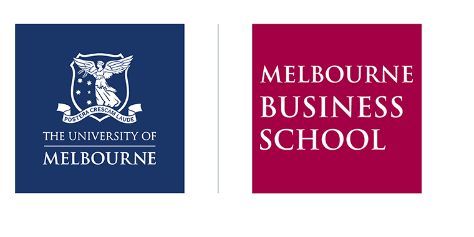 POSTERA CRESCAM LAUDE
THE UNIVERSITY OF
MELBOURNE
MELBOURNE
BUSINESS
SCHOOL